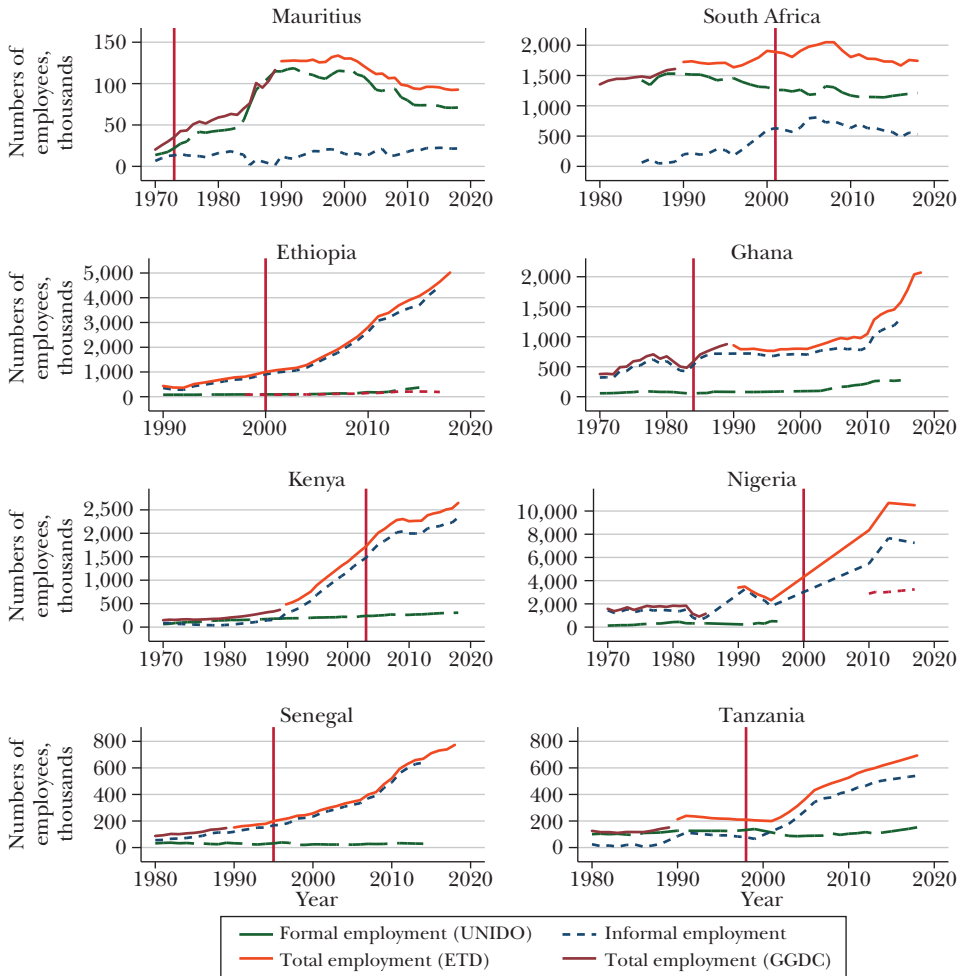 Mauritius
South Africa
Numbers of
employees,
thousands
150
100
50
0
1970 1980 1990 2000 2010 2020
2,000
1,500
1,000
500
0
1980 1990 2000 2010 2020
Ethiopia
Ghana
Numbers of
employees,
thousands
5,000
4,000
3,000
2,000
1,000
0
1990 2000 2010 2020
2,000
1,500
1,000
500
0
1970 1980 1990 2000 2010 2020
Kenya
Nigeria
Numbers of
employees,
thousands
2,500
2,000
1,500
1,000
500
0
1970 1980 1990 2000 2010 2020
10,000
8,000
6,000
4,000
2,000
0
1970 1980 1990 2000 2010 2020
Senegal
Tanzania
Numbers of
employees,
thousands
800
600
400
200
0
1980 1990 2000 2010 2020
Year
800
600
400
200
0
1980 1990 2000 2010 2020
Year
Formal employment (UNIDO)
Informal employment
Total employment (ETD)
Total employment (GGDC)